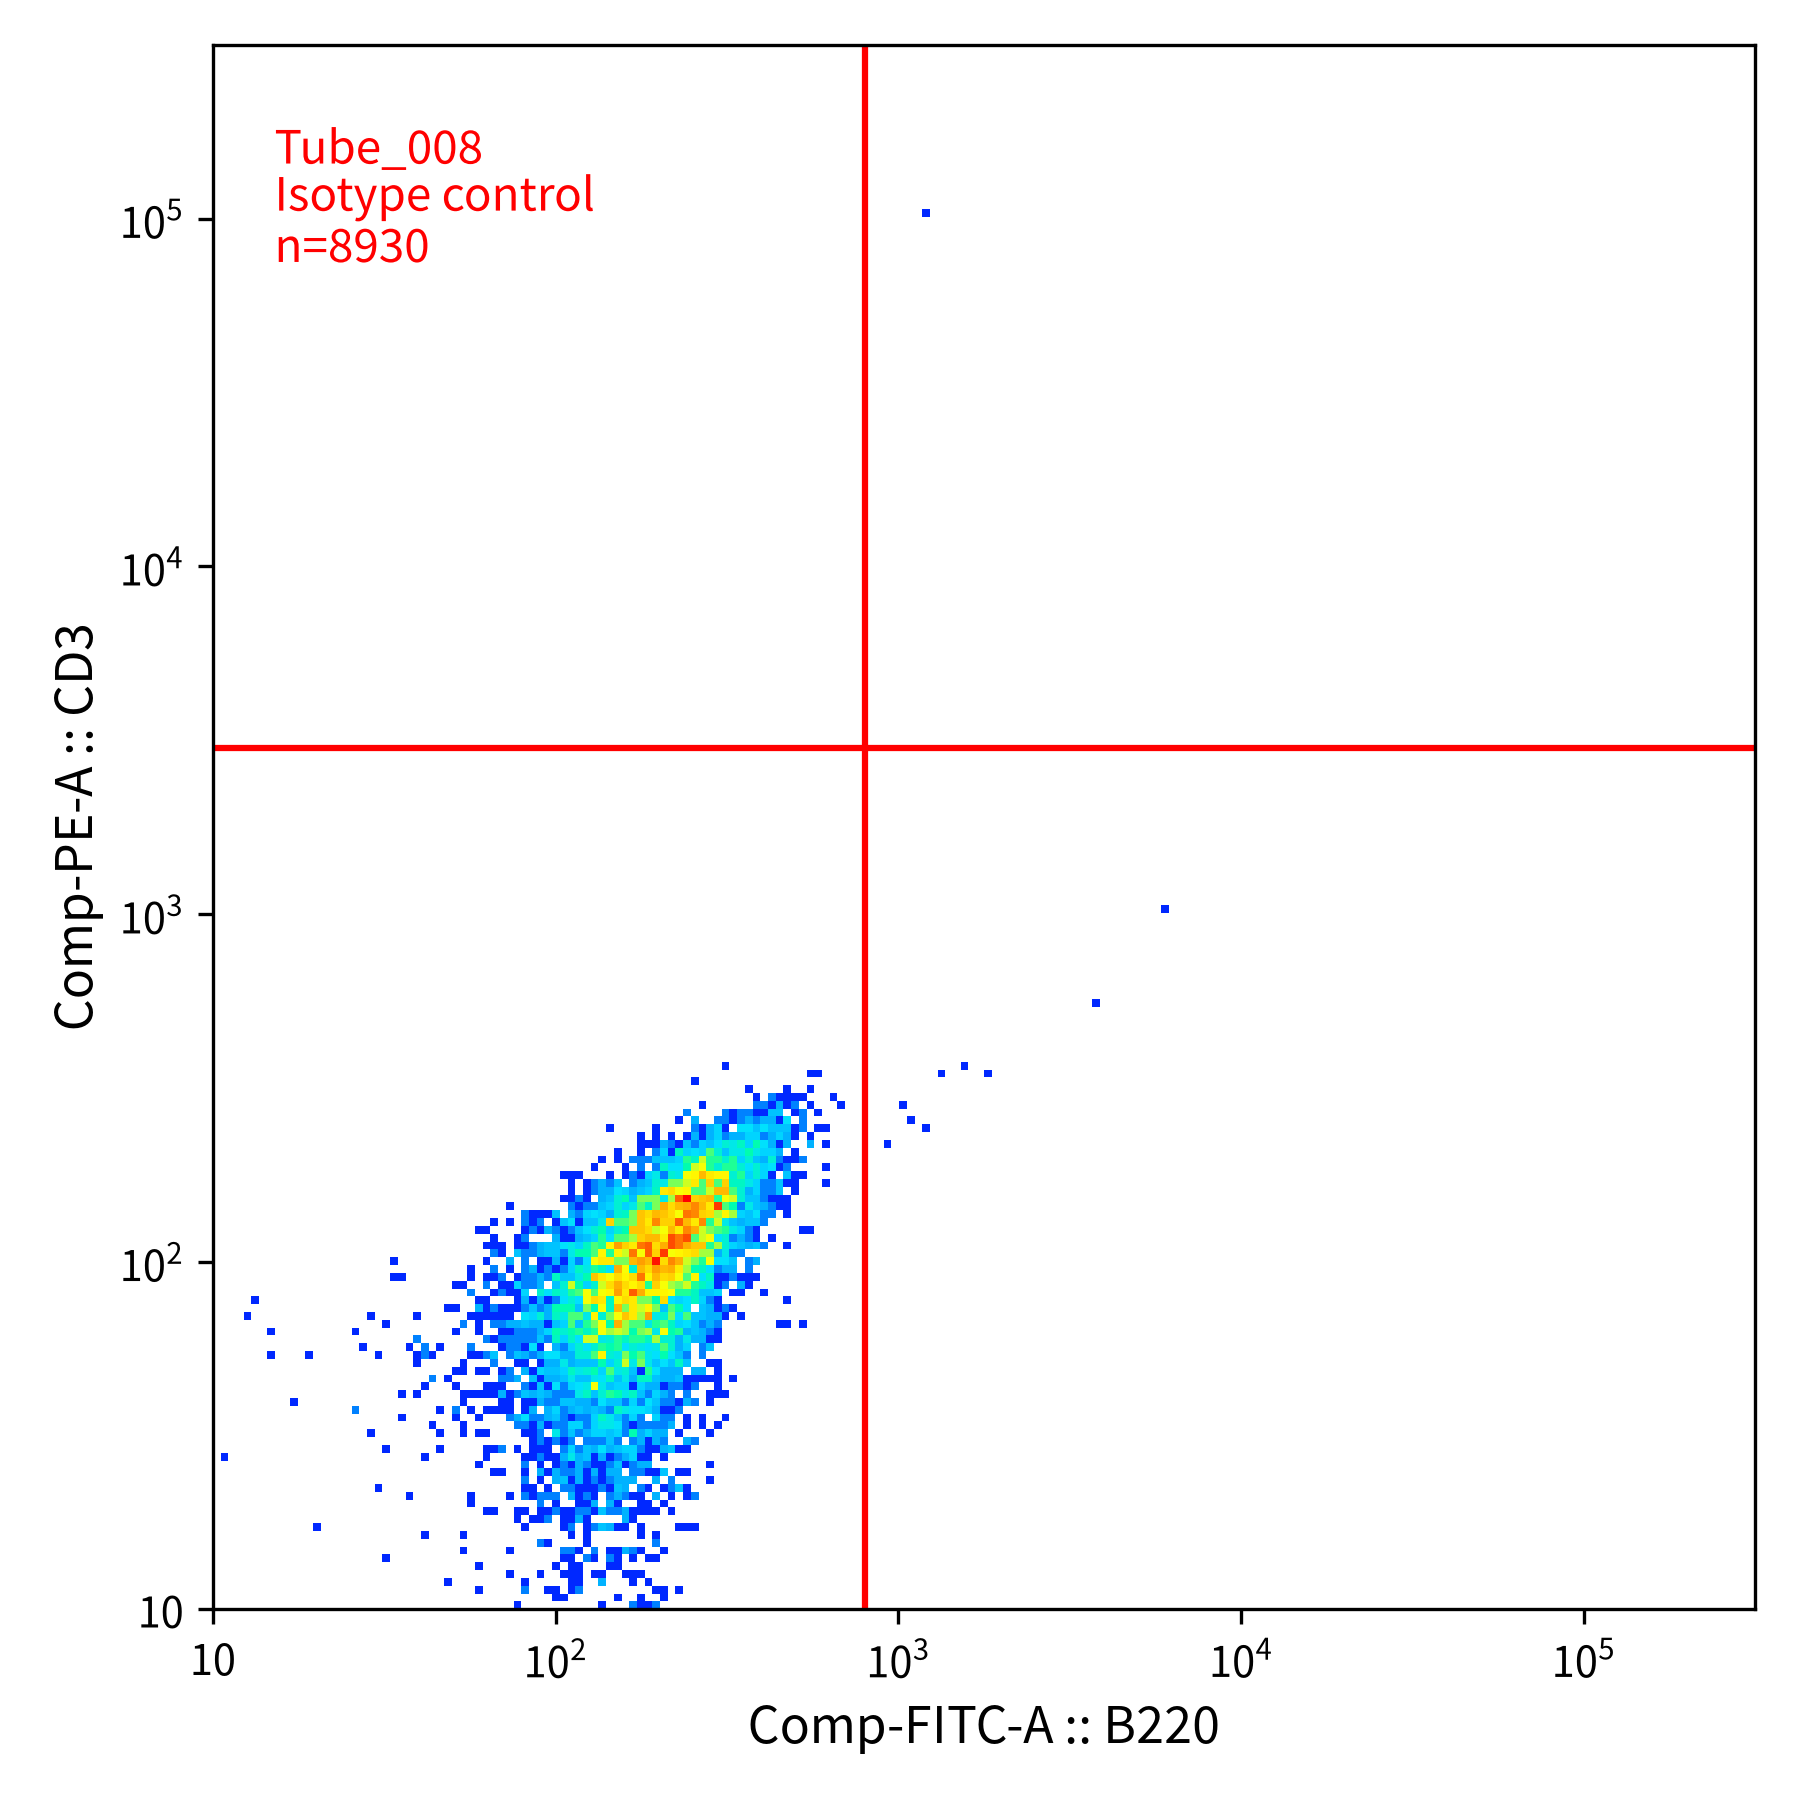 Tube_008
Isotype control
n=8930
10⁵
10⁴
10³
10²
10
Comp-PE-A :: CD3
10
10²
10³
10⁴
10⁵
Comp-FITC-A :: B220